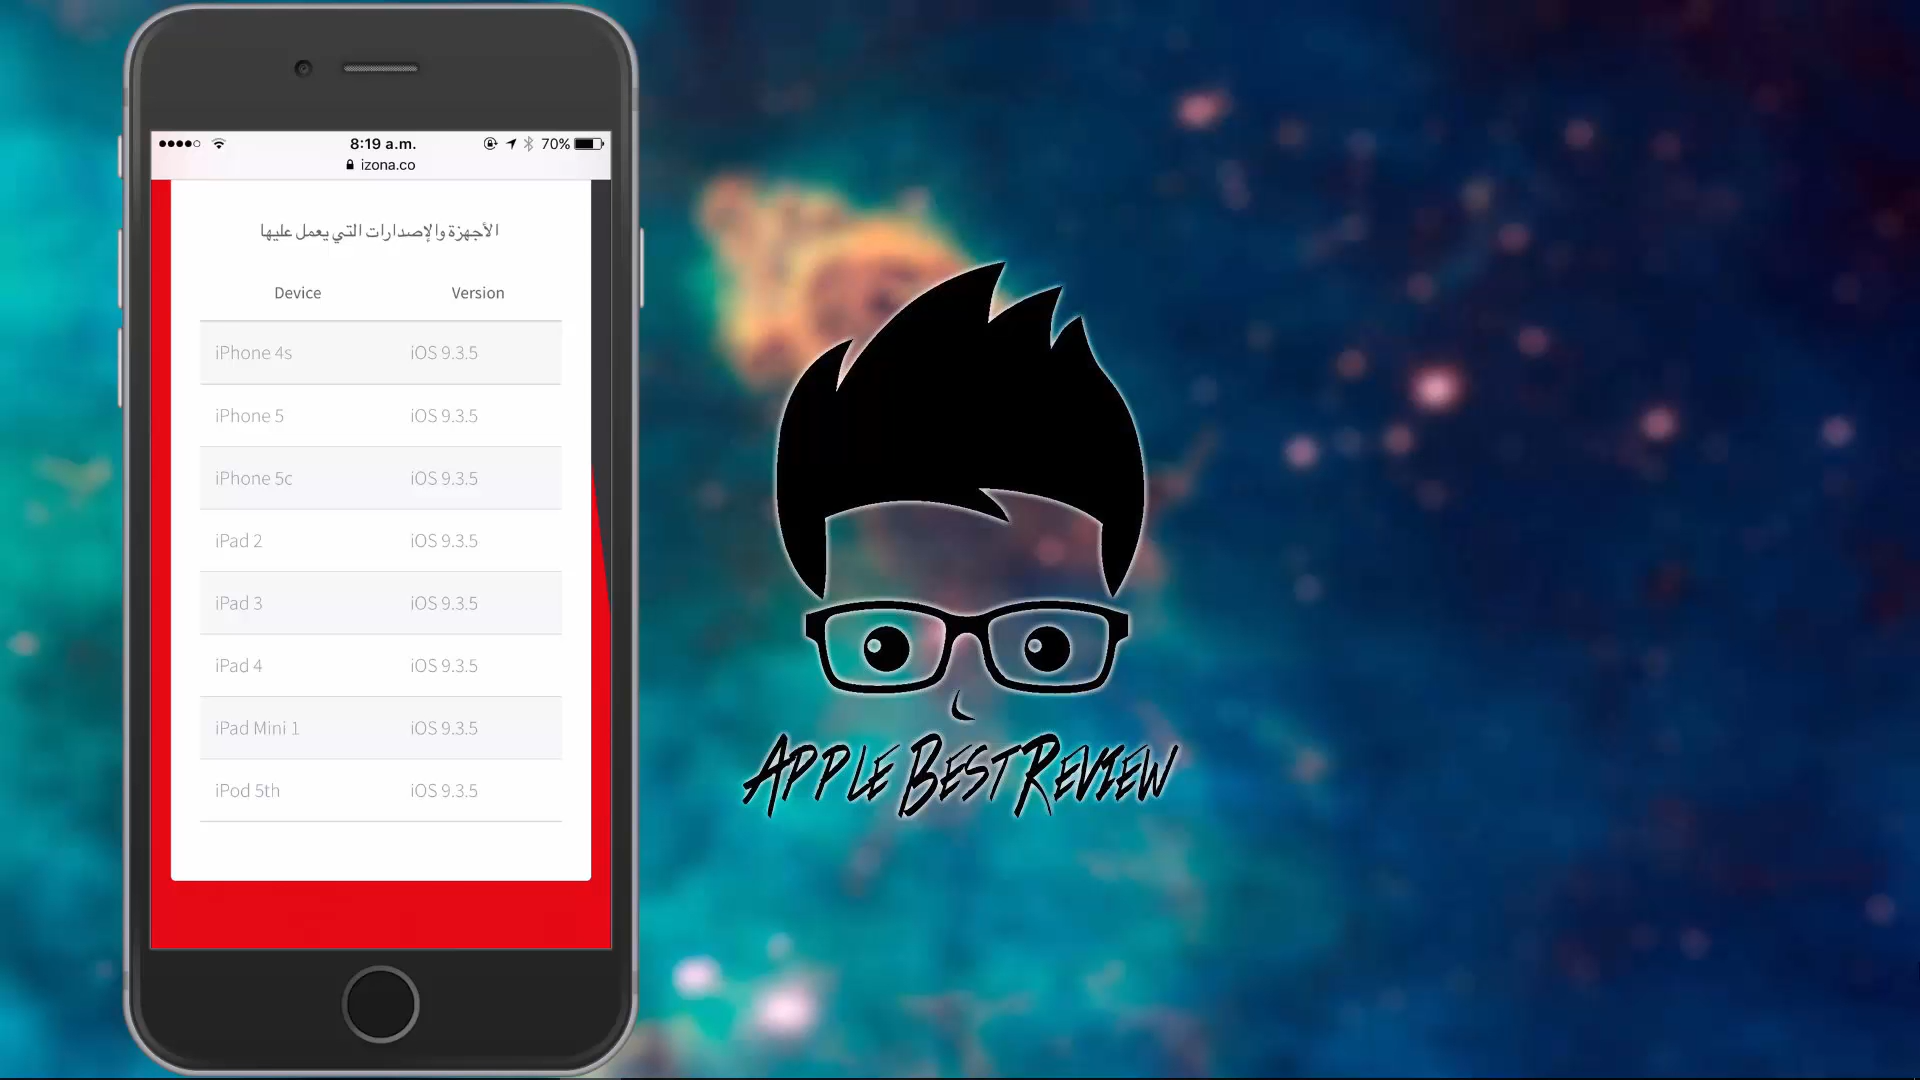 8:19 a.m.
70%
izona.co
الأجهزة والإصدارات التي يعمل عليها
Device Version
iPhone 4s iOS 9.3.5
iPhone 5 iOS 9.3.5
iPhone 5c iOS 9.3.5
iPad 2 iOS 9.3.5
iPad 3 iOS 9.3.5
iPad 4 iOS 9.3.5
iPad Mini 1 iOS 9.3.5
iPod 5th iOS 9.3.5
APPLE BEST REVIEW